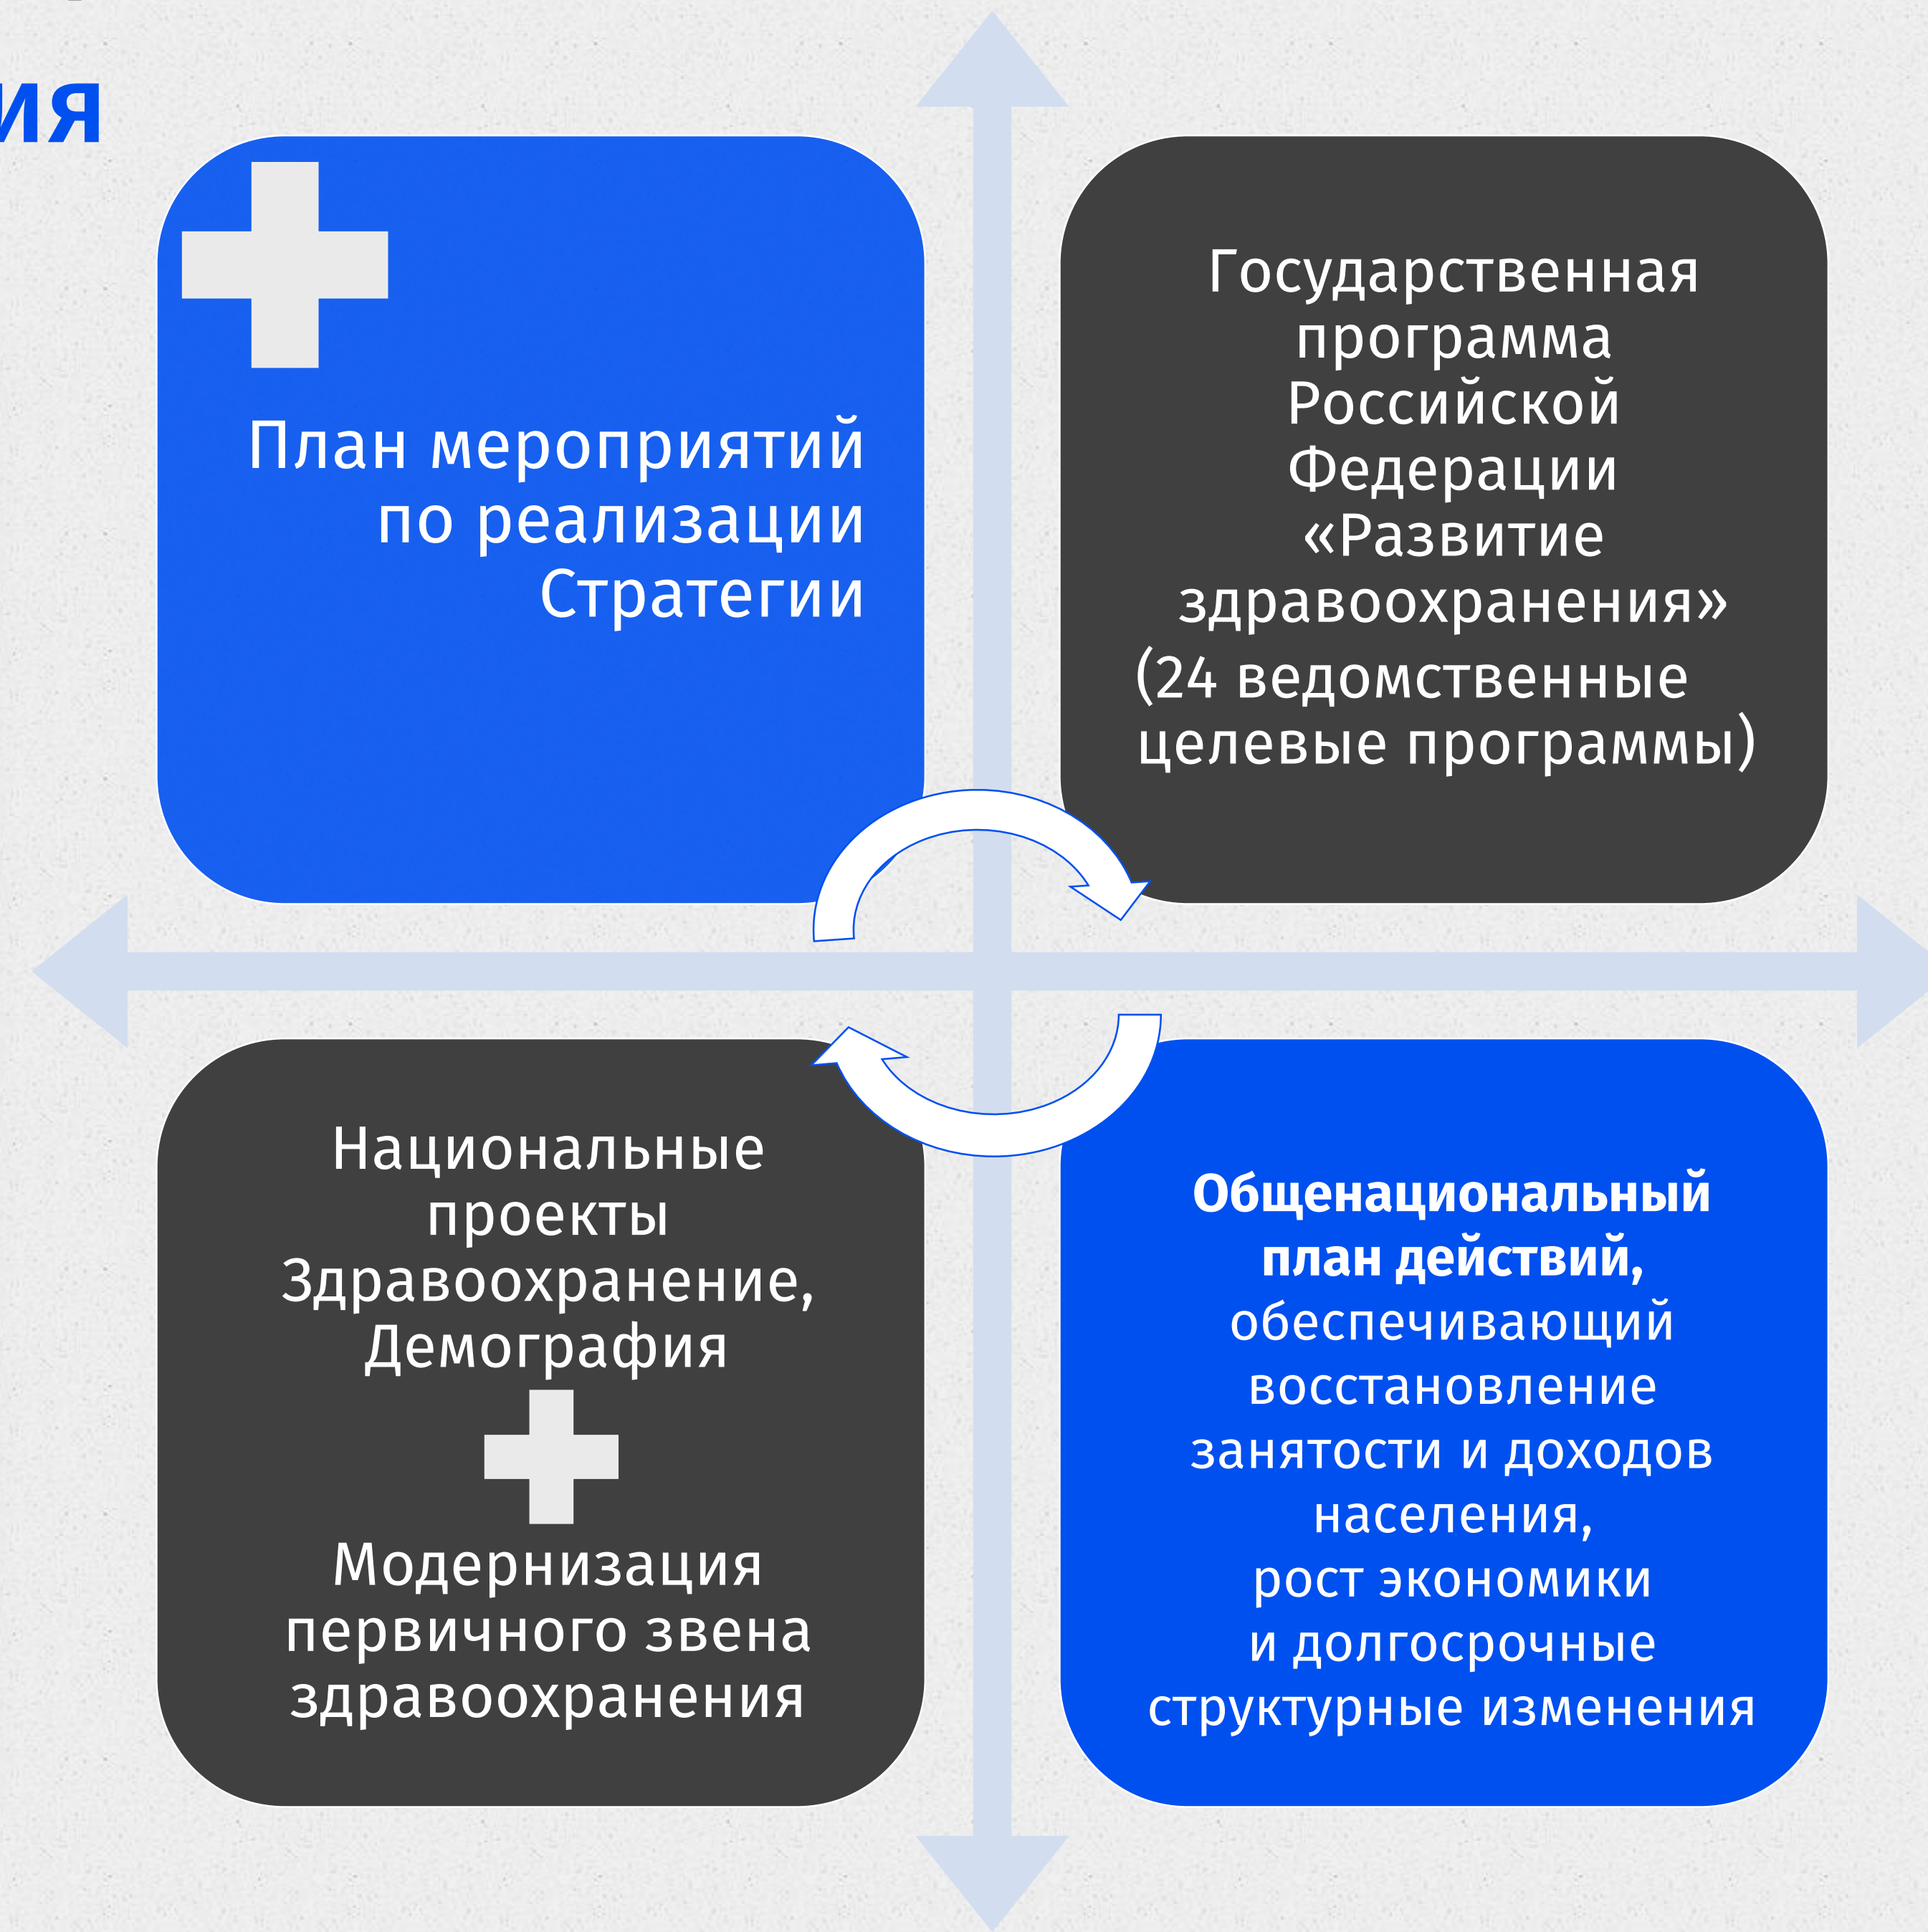 План мероприятий
по реализации
Стратегии
Государственная
программа
Российской
Федерации
«Развитие
здравоохранения»
(24 ведомственные
целевые программы)
Национальные
проекты
Здравоохранение,
Демография
Модернизация
первичного звена
здравоохранения
Общенациональный
план действий,
обеспечивающий
восстановление
занятости и доходов
населения,
рост экономики
и долгосрочные
структурные изменения